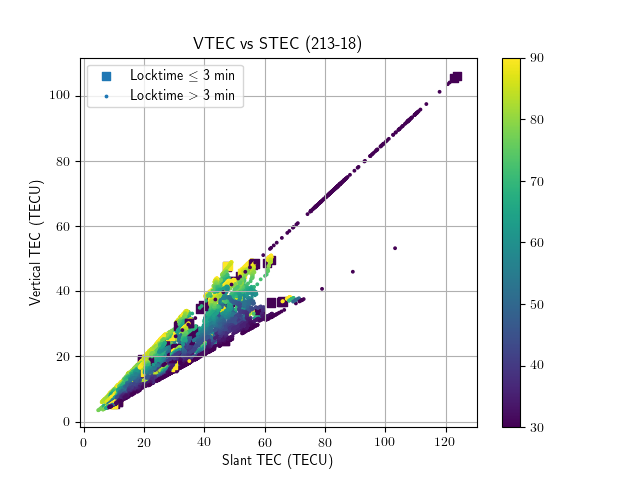 VTEC vs STEC (213-18)
Locktime ≤ 3 min
Locktime > 3 min
Vertical TEC (TECU)
100
80
60
40
20
0
0 20 40 60 80 100 120
Slant TEC (TECU)
90
80
70
60
50
40
30